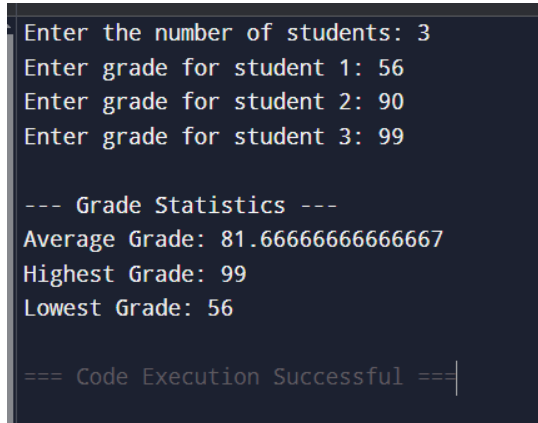 Enter the number of students: 3
Enter grade for student 1: 56
Enter grade for student 2: 90
Enter grade for student 3: 99
--- Grade Statistics ---
Average Grade: 81.66666666666667
Highest Grade: 99
Lowest Grade: 56
=== Code Execution Successful ===